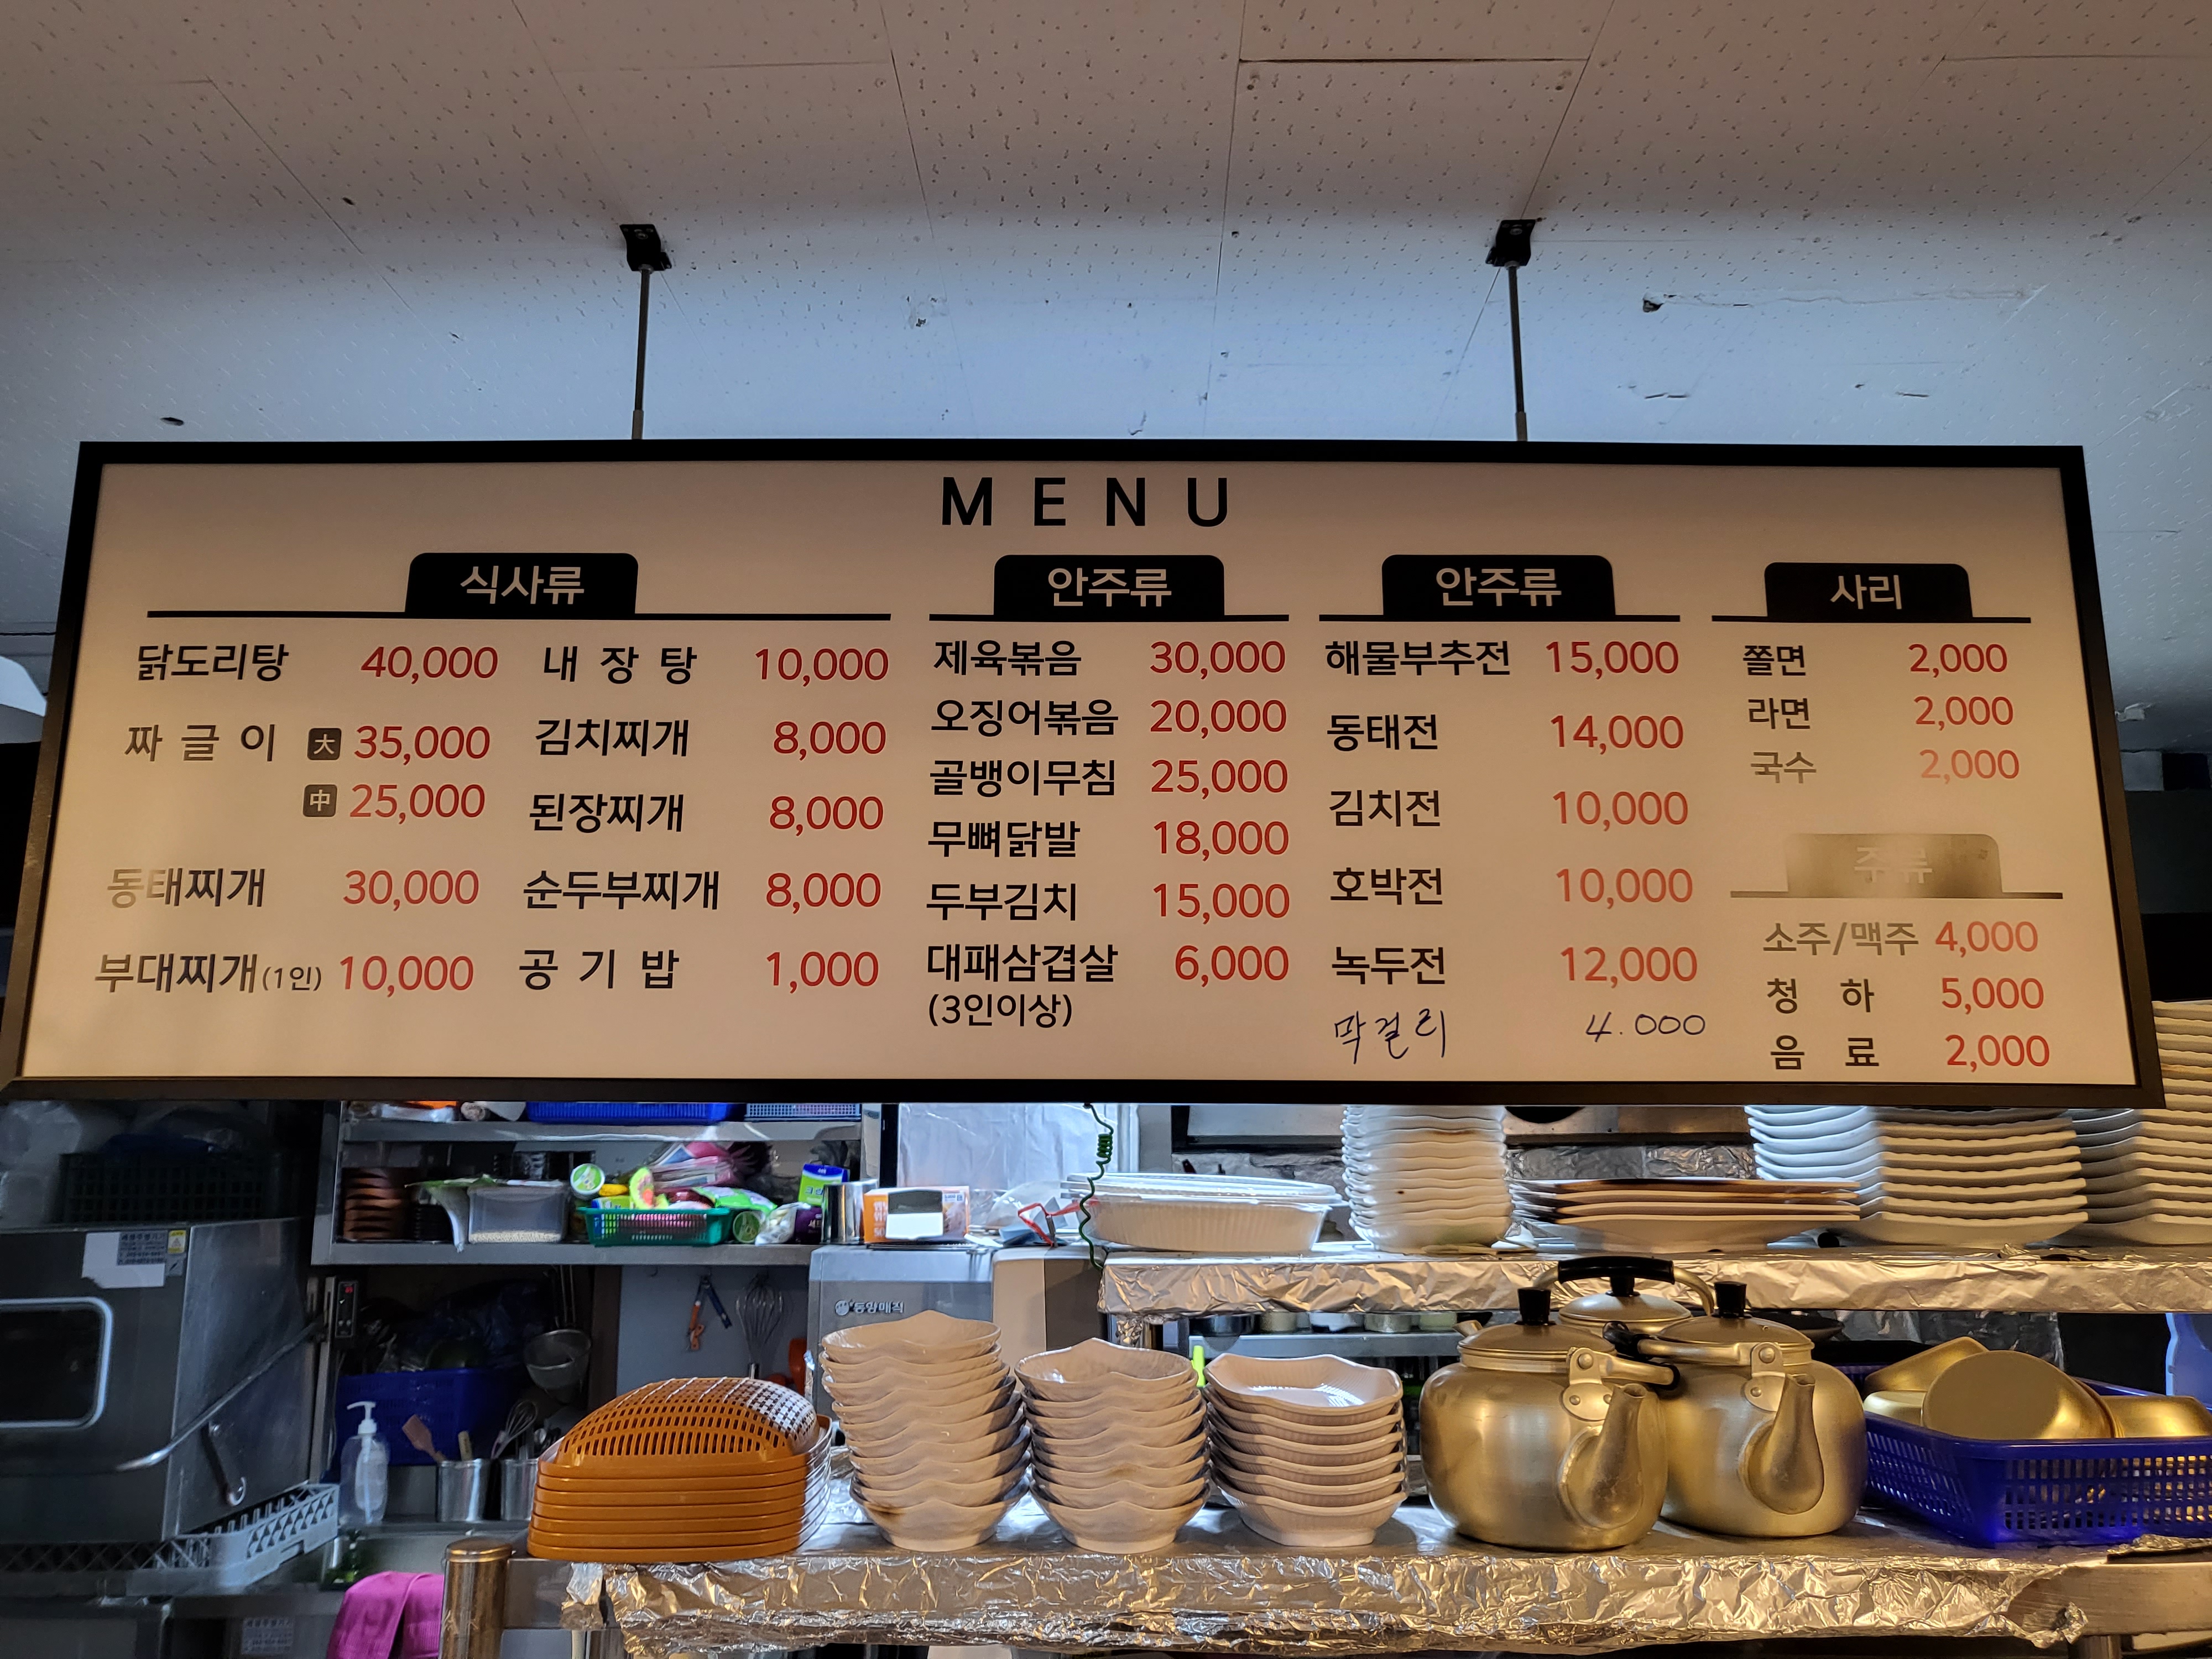 MENU
식사류
닭도리탕 40,000
짜글이 大 35,000
中 25,000
동태찌개 30,000
부대찌개(1인) 10,000
내장탕 10,000
김치찌개 8,000
된장찌개 8,000
순두부찌개 8,000
공기밥 1,000
안주류
제육볶음 30,000
오징어볶음 20,000
골뱅이무침 25,000
무뼈닭발 18,000
두부김치 15,000
대패삼겹살 6,000
(3인이상)
안주류
해물부추전 15,000
동태전 14,000
김치전 10,000
호박전 10,000
녹두전 12,000
막걸리 4.000
사리
쫄면 2,000
라면 2,000
국수 2,000
주류
소주/맥주 4,000
청하 5,000
음료 2,000
동양매직